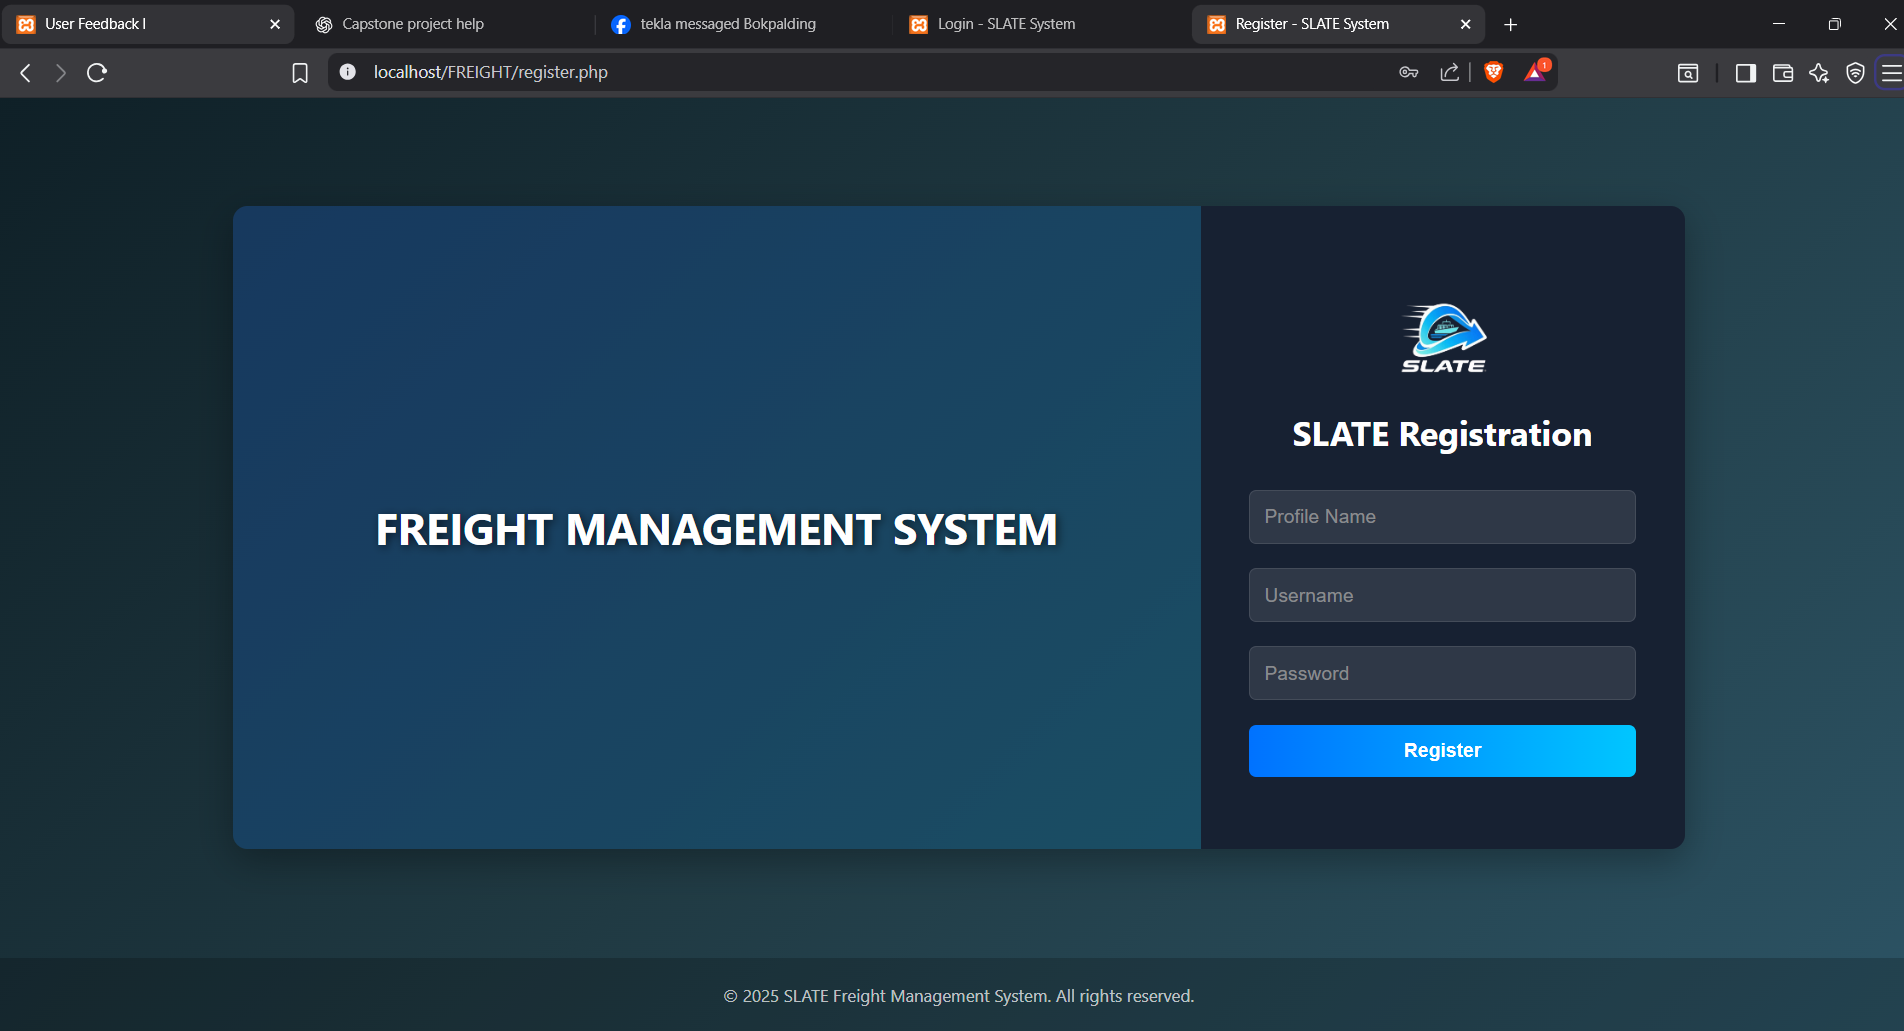 User Feedback I
Capstone project help
tekla messaged Bokpalding
Login - SLATE System
Register - SLATE System
localhost/FREIGHT/register.php
1
SLATE
SLATE Registration
FREIGHT MANAGEMENT SYSTEM
Profile Name
Username
Password
Register
© 2025 SLATE Freight Management System. All rights reserved.